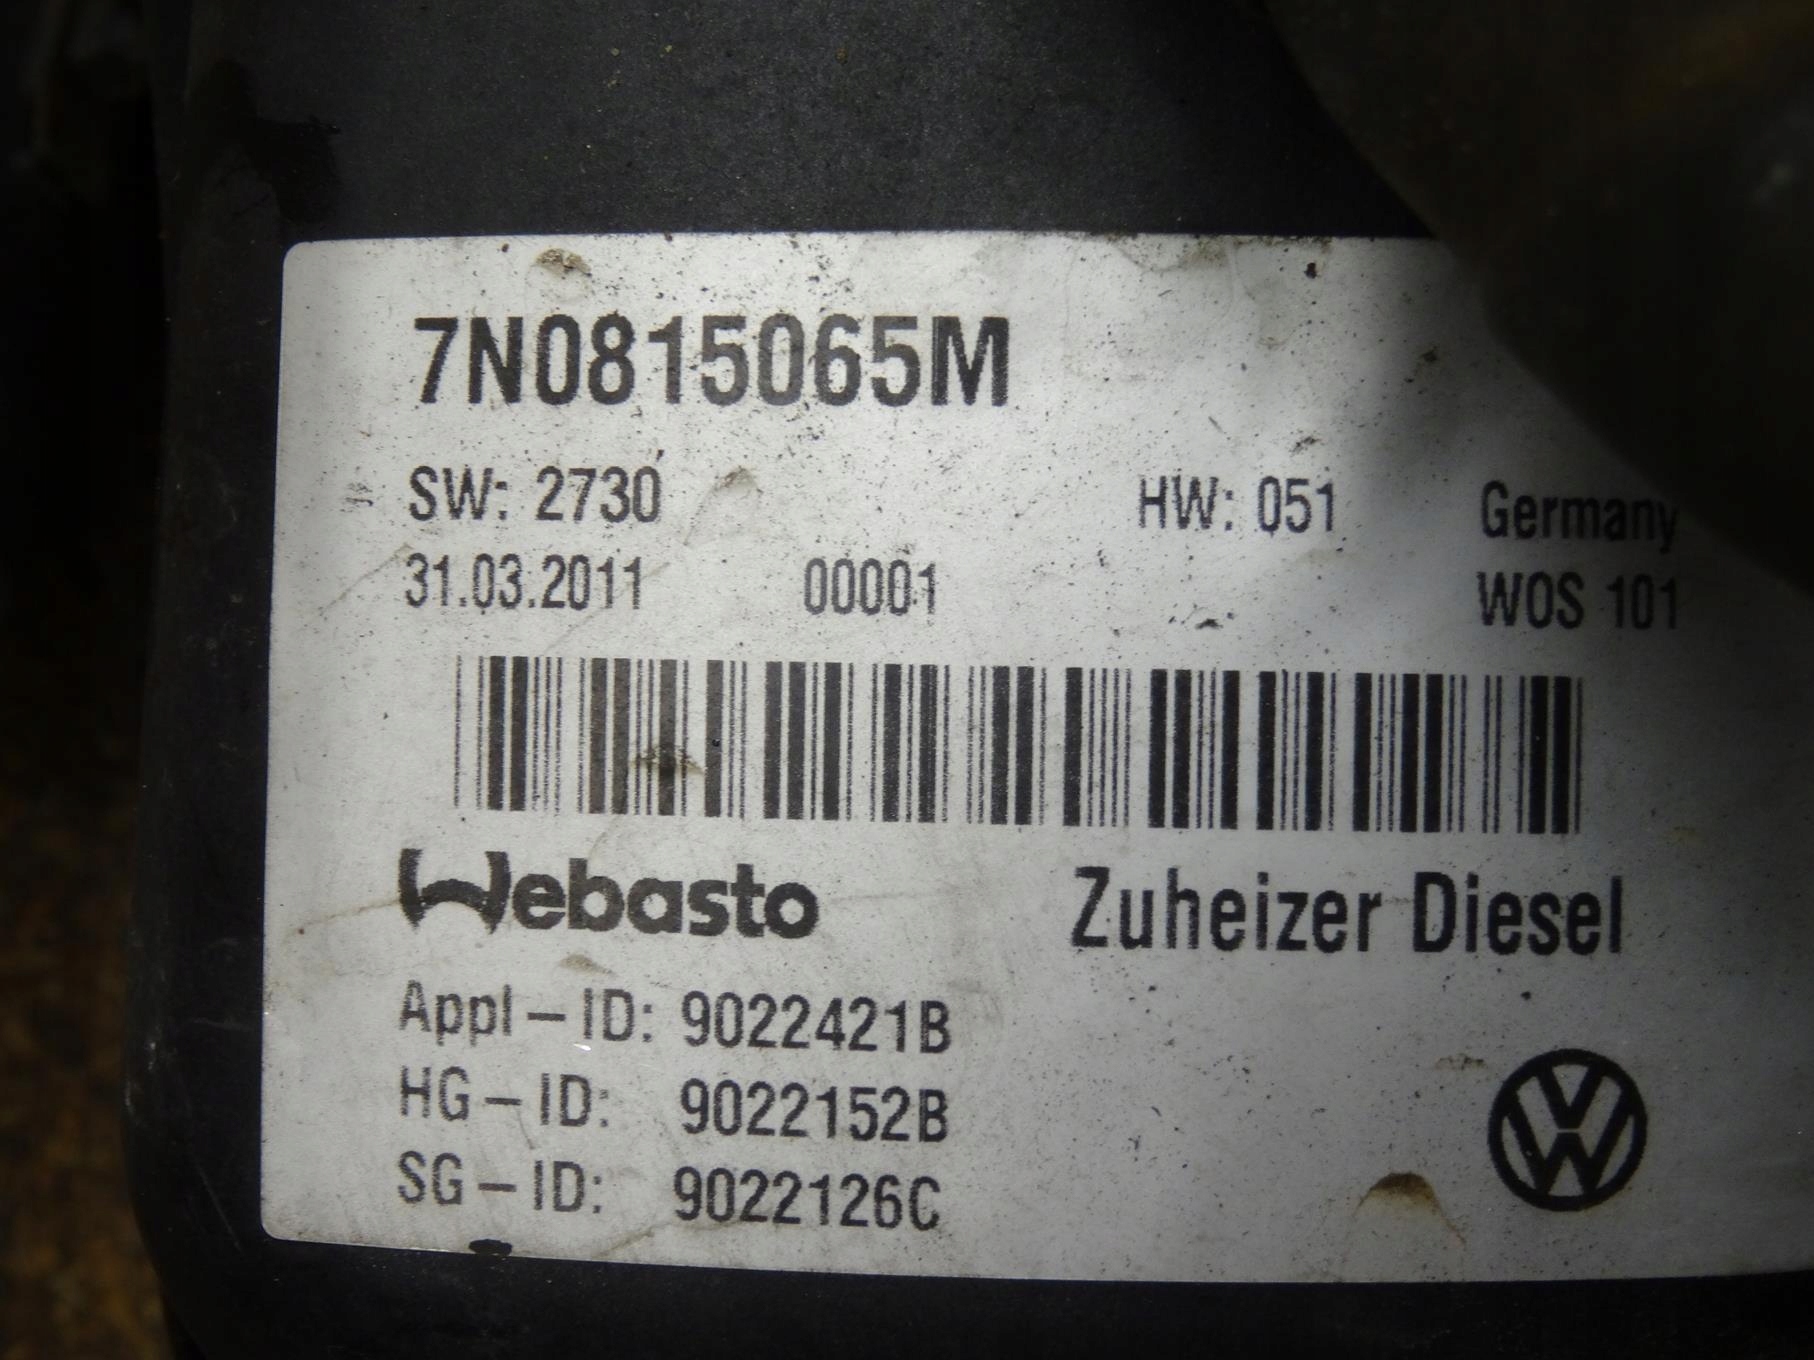 7N0815065M
SW: 2730 HW: 051 Germany
31.03.2011 00001 WOS 101
Webasto Zuheizer Diesel
Appl-ID: 9022421B
HG-ID: 9022152B
SG-ID: 9022126C